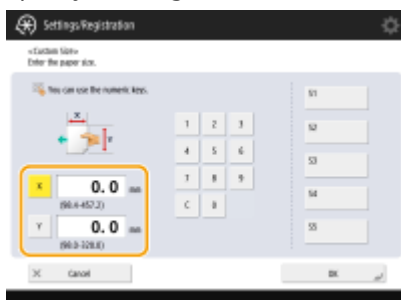 Settings/Registration
<Custom Size>
Enter the paper size.
You can use the numeric keys.
X
Y
1 2 3
4 5 6
7 8 9
C 0
X 0.0 mm
(98.4-457.2)
Y 0.0 mm
(98.0-320.0)
S1
S2
S3
S4
S5
Cancel
OK